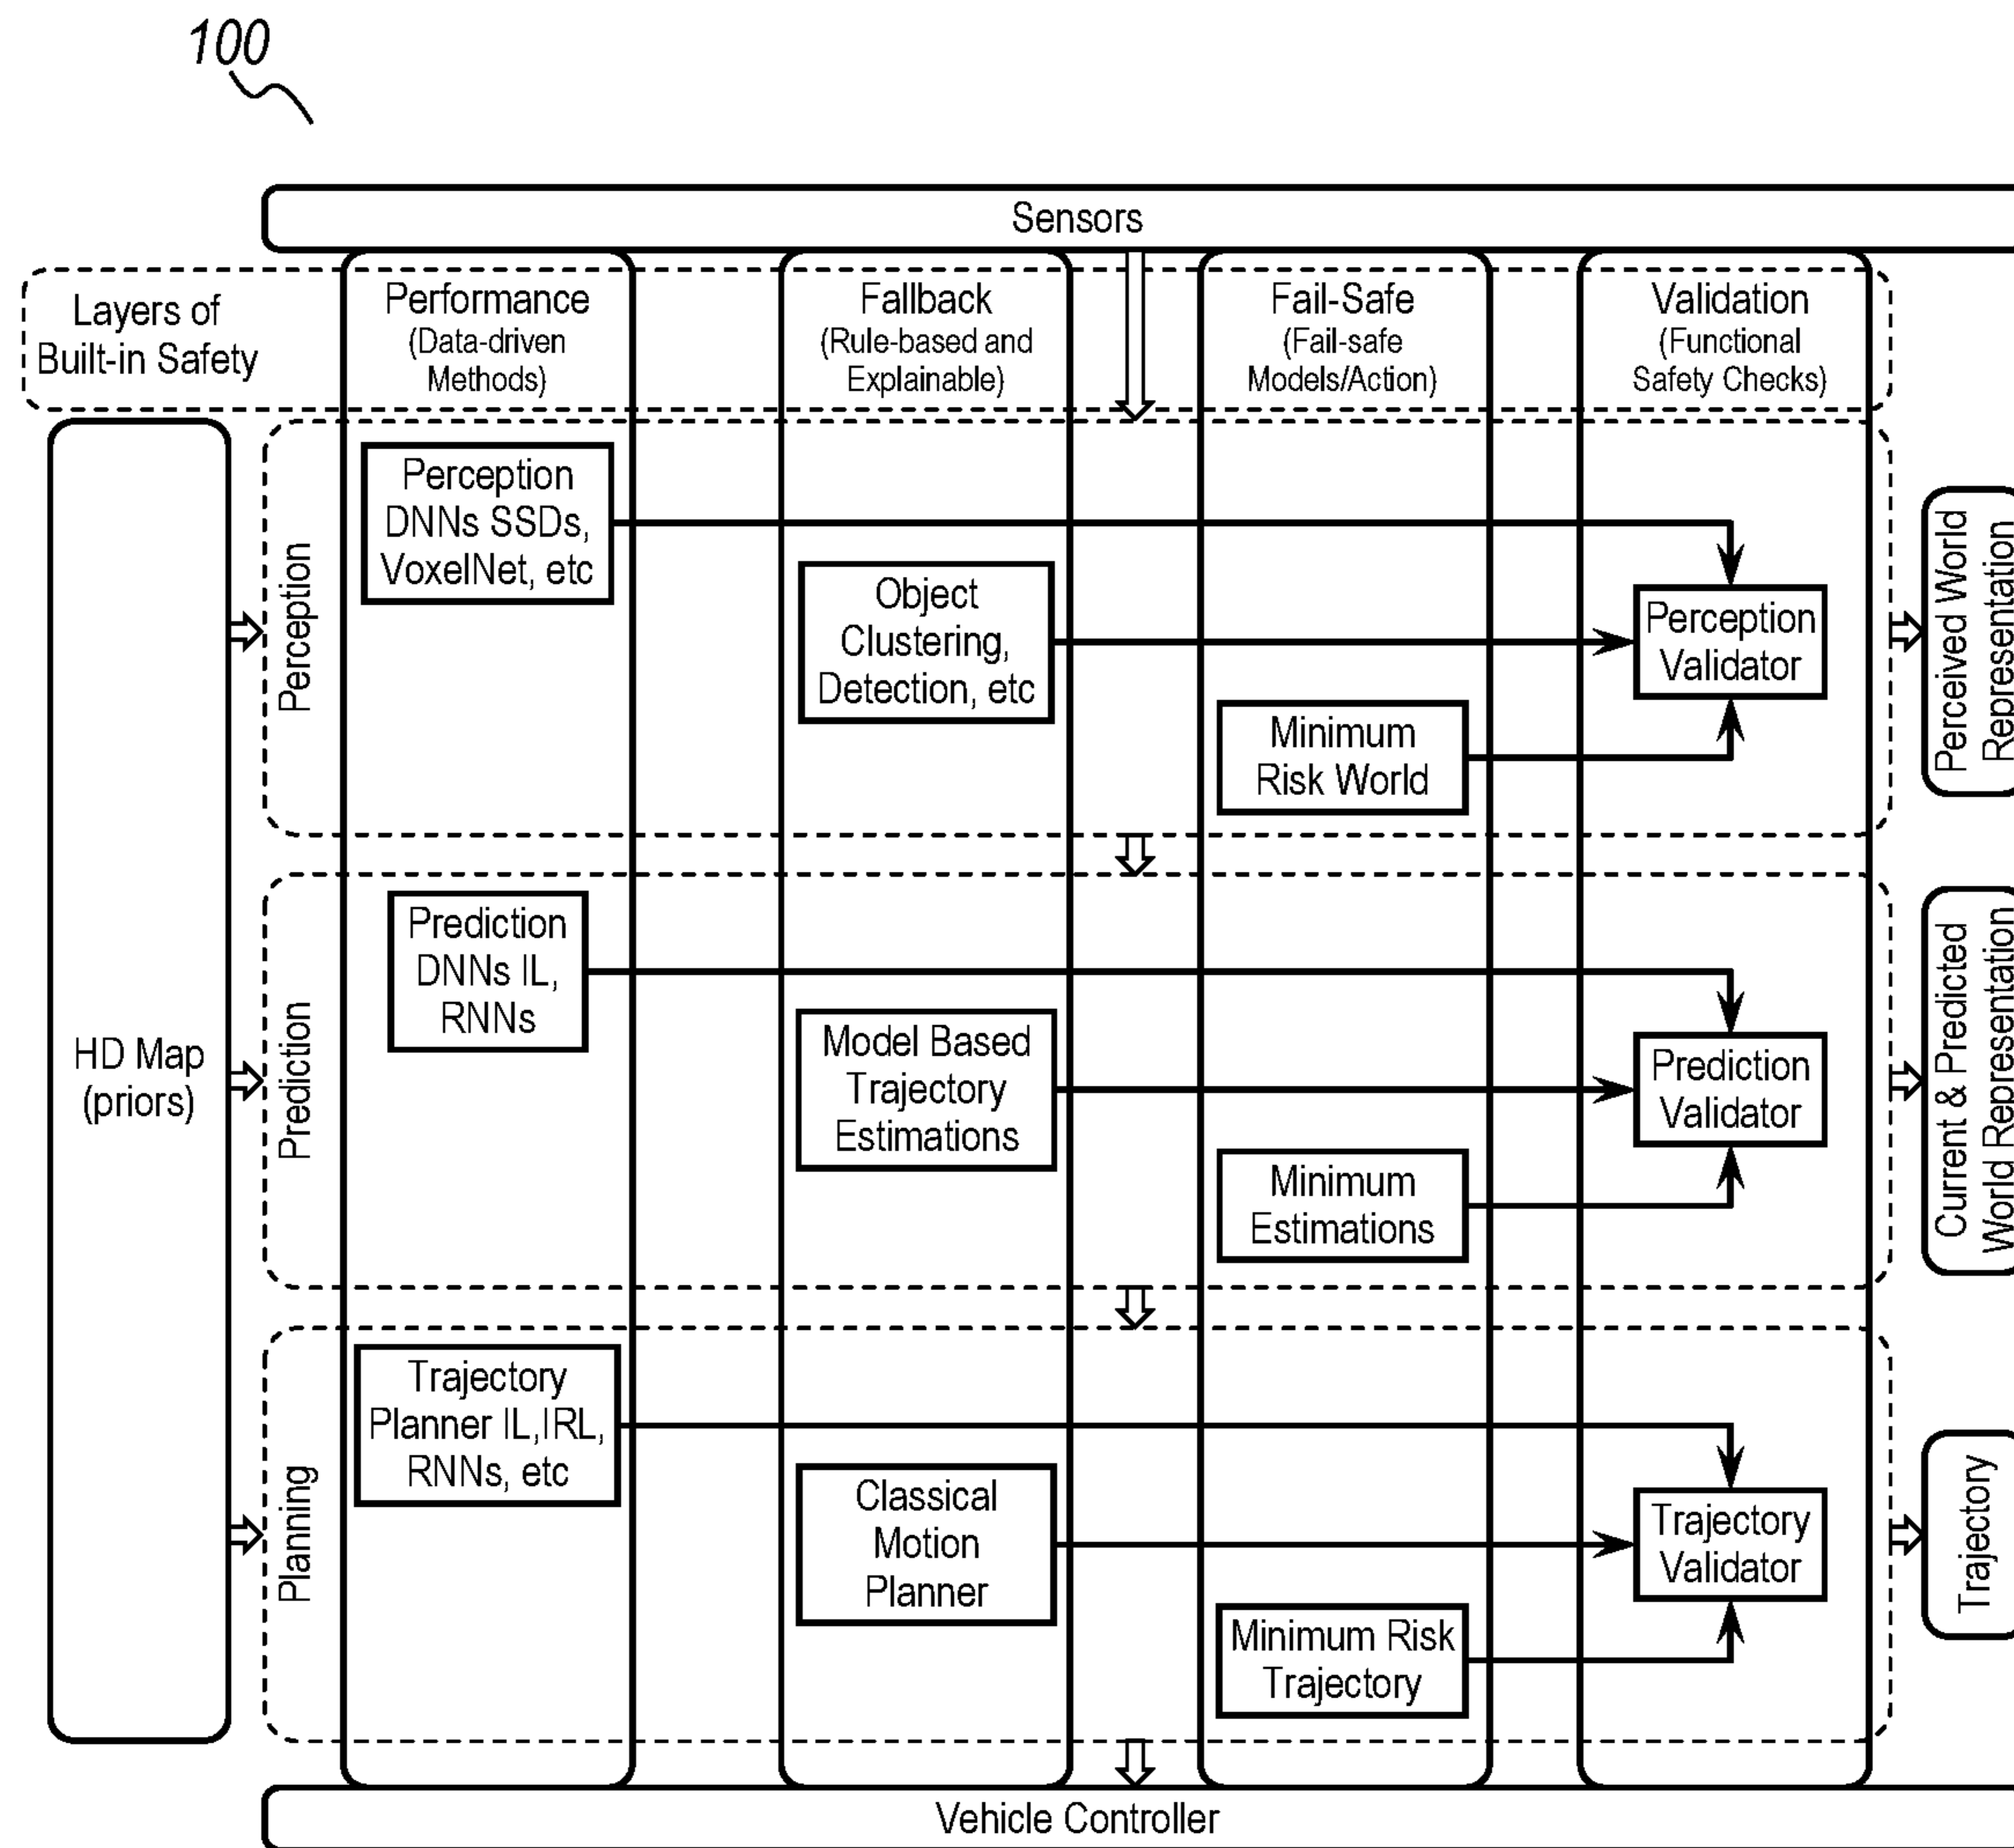 100
Sensors
Layers of
Built-in Safety
Performance
(Data-driven
Methods)
Fallback
(Rule-based and
Explainable)
Fail-Safe
(Fail-safe
Models/Action)
Validation
(Functional
Safety Checks)
HD Map
(priors)
Perception
Perception
DNNs SSDs,
VoxelNet, etc
Object
Clustering,
Detection, etc
Minimum
Risk World
Perception
Validator
Perceived World
Representation
Prediction
Prediction
DNNs IL,
RNNs
Model Based
Trajectory
Estimations
Minimum
Estimations
Prediction
Validator
Current & Predicted
World Representation
Planning
Trajectory
Planner IL,IRL,
RNNs, etc
Classical
Motion
Planner
Minimum Risk
Trajectory
Trajectory
Validator
Trajectory
Vehicle Controller